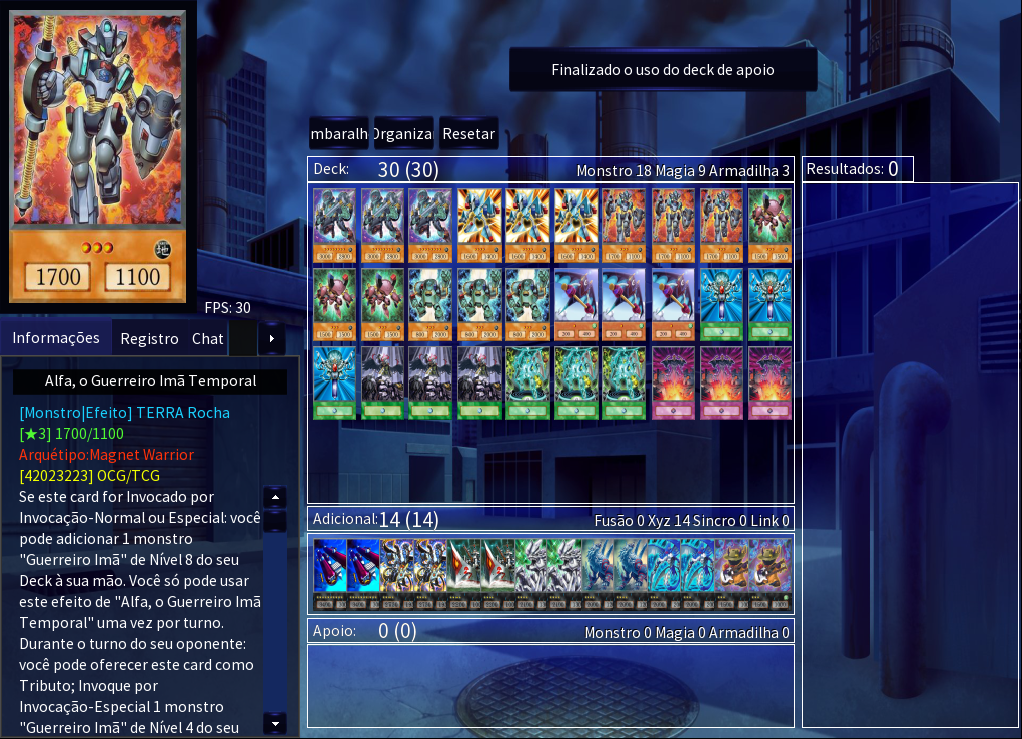 Finalizado o uso do deck de apoio
mbaralh Organiza Resetar
Deck: 30 (30) Monstro 18 Magia 9 Armadilha 3
Resultados: 0
1700 1100
FPS: 30
Informações Registro Chat
Alfa, o Guerreiro Imã Temporal
[Monstro|Efeito] TERRA Rocha
[★3] 1700/1100
Arquétipo:Magnet Warrior
[42023223] OCG/TCG
Se este card for Invocado por
Invocação-Normal ou Especial: você
pode adicionar 1 monstro
"Guerreiro Imã" de Nível 8 do seu
Deck à sua mão. Você só pode usar
este efeito de "Alfa, o Guerreiro Imã
Temporal" uma vez por turno.
Durante o turno do seu oponente:
você pode oferecer este card como
Tributo; Invoque por
Invocação-Especial 1 monstro
"Guerreiro Imã" de Nível 4 do seu
Adicional: 14 (14) Fusão 0 Xyz 14 Sincro 0 Link 0
Apoio: 0 (0) Monstro 0 Magia 0 Armadilha 0